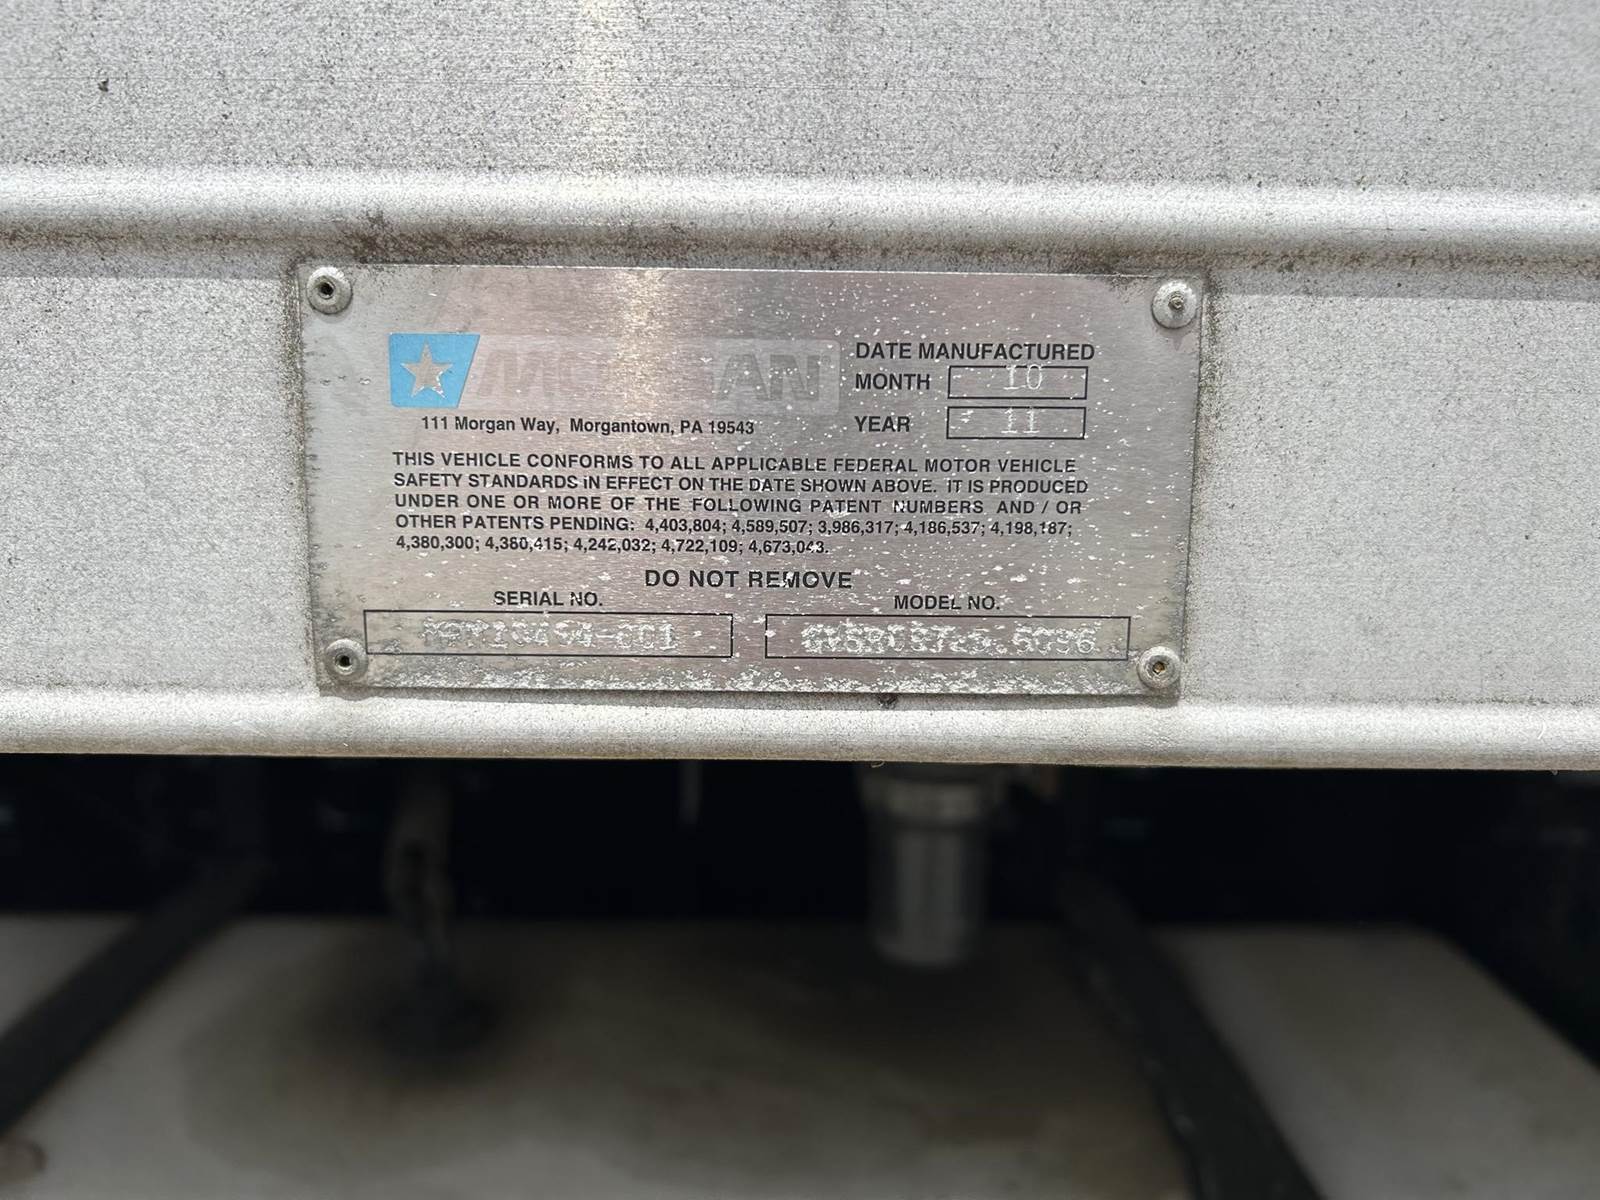 MORGAN
DATE MANUFACTURED
MONTH 10
YEAR 11
111 Morgan Way, Morgantown, PA 19543
THIS VEHICLE CONFORMS TO ALL APPLICABLE FEDERAL MOTOR VEHICLE
SAFETY STANDARDS IN EFFECT ON THE DATE SHOWN ABOVE. IT IS PRODUCED
UNDER ONE OR MORE OF THE FOLLOWING PATENT NUMBERS AND / OR
OTHER PATENTS PENDING: 4,403,804; 4,589,507; 3,986,317; 4,186,537; 4,198,187;
4,380,300; 4,380,415; 4,242,032; 4,722,109; 4,673,043.
DO NOT REMOVE
SERIAL NO.
MODEL NO.